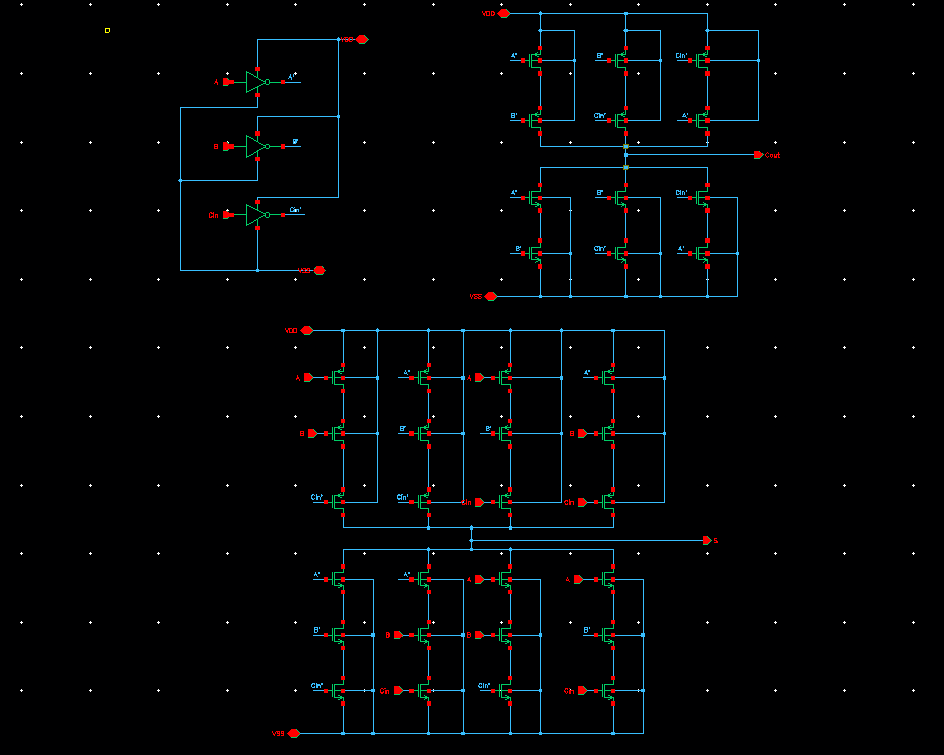 VDD
A A'
B B'
Cin Cin'
VSS
VDD
A' B' Cin'
B' Cin' A'
Cout
A' B' Cin'
B' Cin' A'
VSS
VDD
A A' A A'
B B' B' B
Cin' Cin' Cin Cin
S
A' A' A A
B' B B B'
Cin' Cin Cin' Cin
VSS